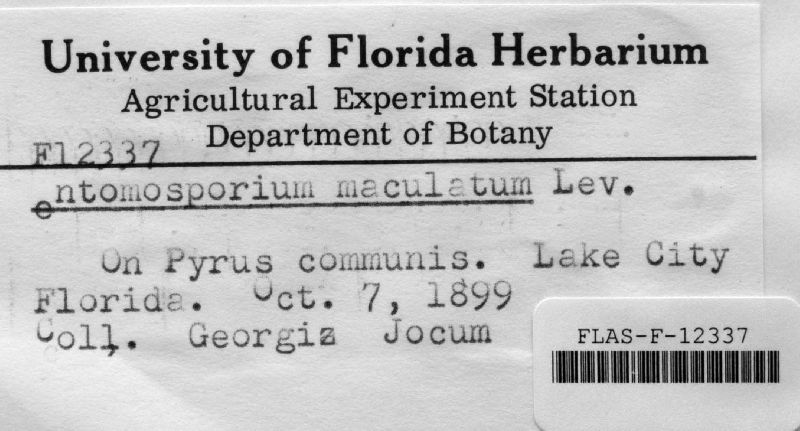 University of Florida Herbarium
Agricultural Experiment Station
Department of Botany
F12337
entomosporium maculatum Lev.
On Pyrus communis. Lake City
Florida. Oct. 7, 1899
Coll. Georgia Jocum
FLAS-F-12337